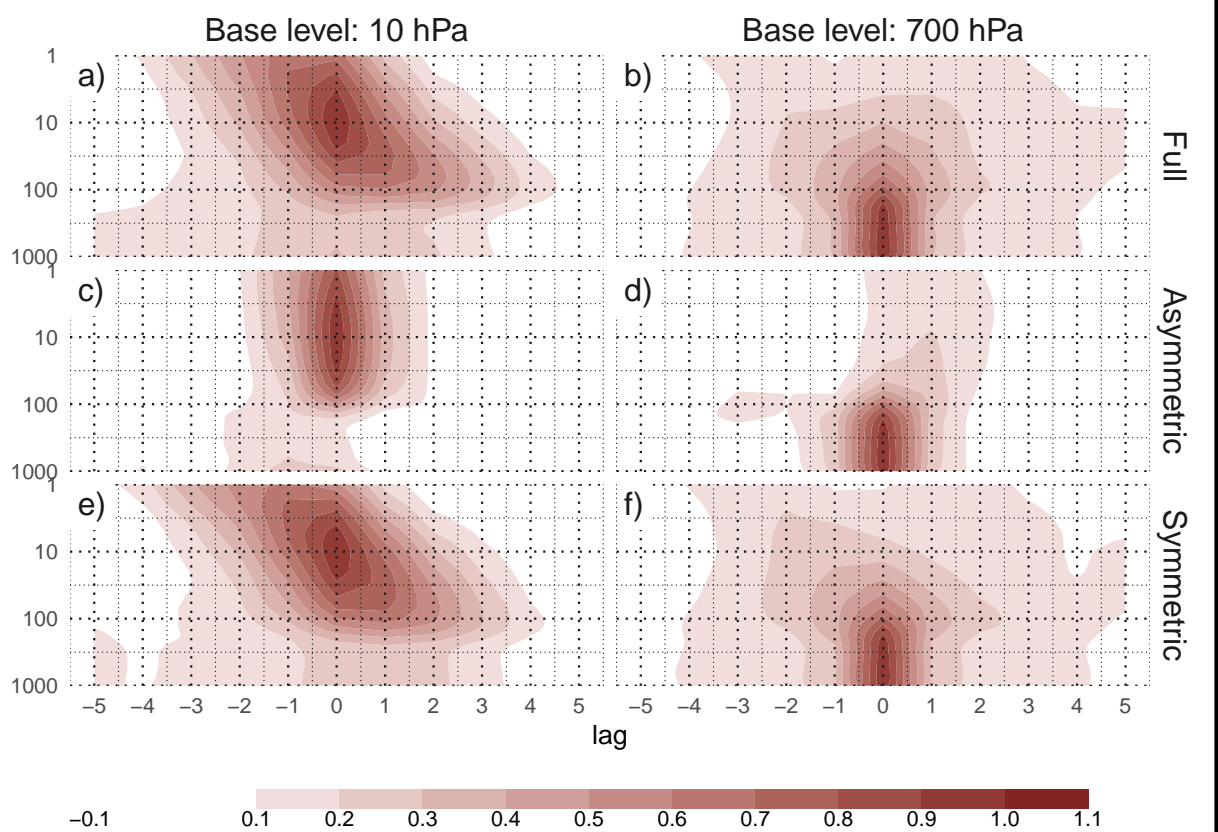 Base level: 10 hPa Base level: 700 hPa
a) b)
1
10
100
1000
Full
c) d)
1
10
100
1000
Asymmetric
e) f)
1
10
100
1000
Symmetric
−5 −4 −3 −2 −1 0 1 2 3 4 5 −5 −4 −3 −2 −1 0 1 2 3 4 5
lag
−0.1 0.1 0.2 0.3 0.4 0.5 0.6 0.7 0.8 0.9 1.0 1.1